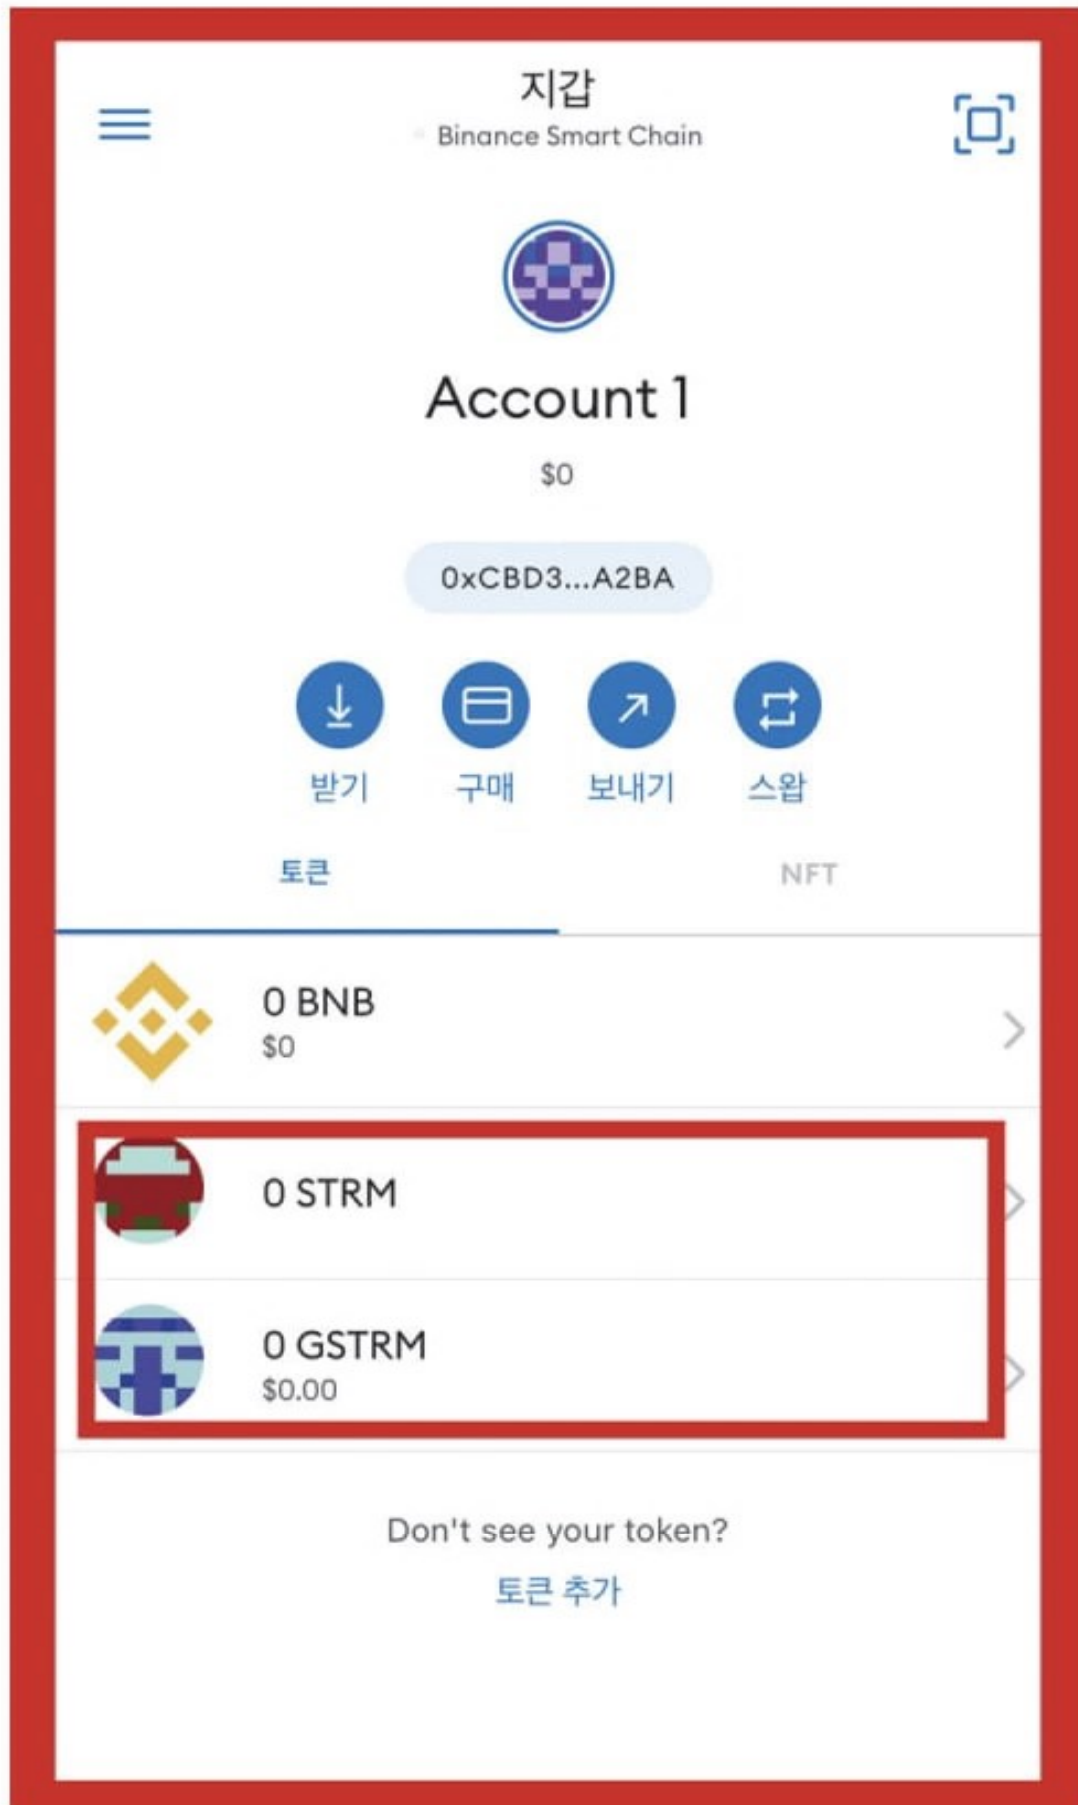 지갑
Binance Smart Chain
Account 1
$0
0xCBD3...A2BA
받기 구매 보내기 스왑
토큰 NFT
0 BNB
$0
0 STRM
0 GSTRM
$0.00
Don't see your token?
토큰 추가